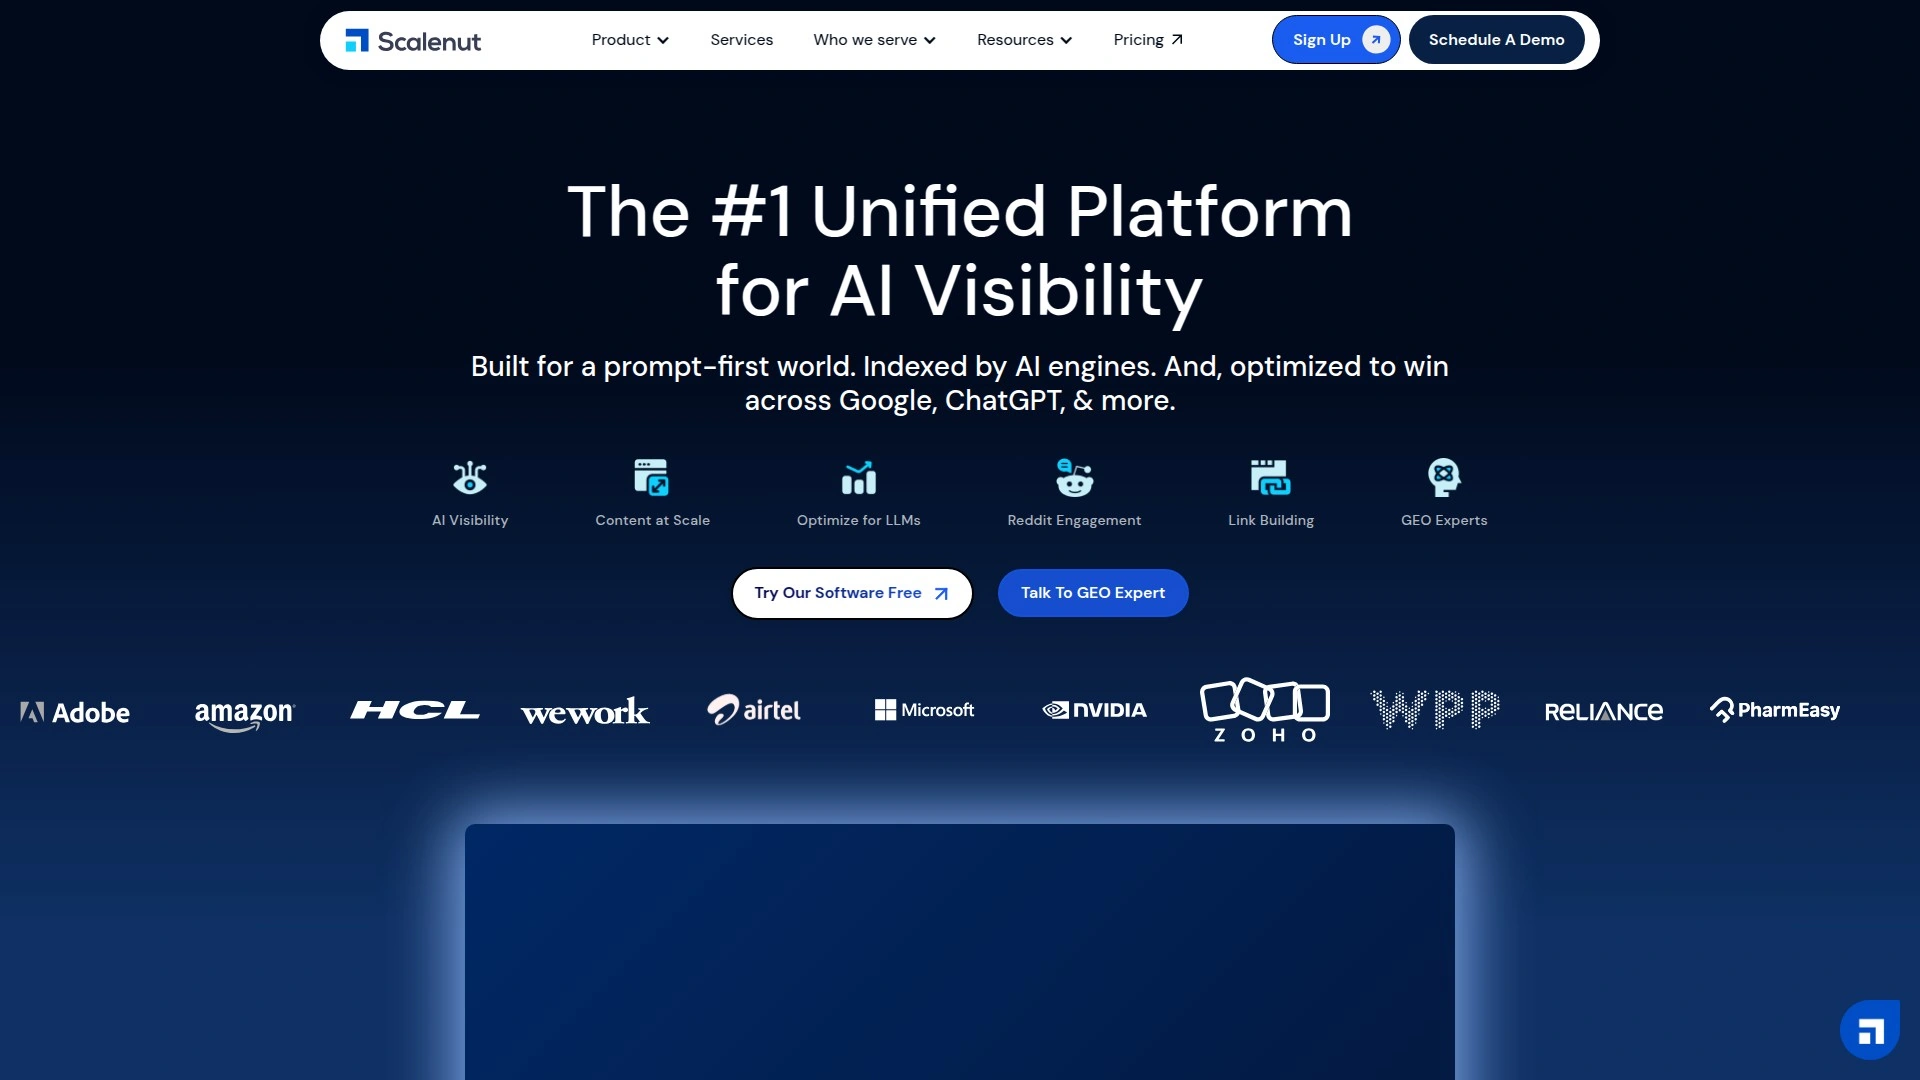 Scalenut
Product
Services
Who we serve
Resources
Pricing
Sign Up
Schedule A Demo
The #1 Unified Platform
for AI Visibility
Built for a prompt-first world. Indexed by AI engines. And, optimized to win
across Google, ChatGPT, & more.
AI Visibility
Content at Scale
Optimize for LLMs
Reddit Engagement
Link Building
GEO Experts
Try Our Software Free
Talk To GEO Expert
Adobe
amazon
HCL
wework
airtel
Microsoft
NVIDIA
ZOHO
WPP
RELIANCE
PharmEasy